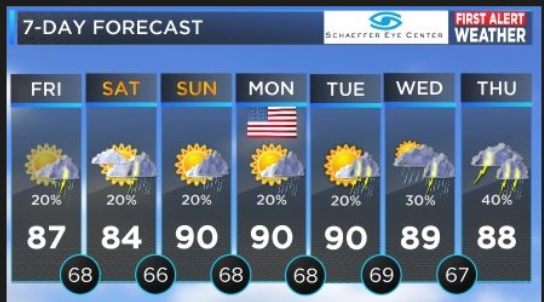 7-DAY FORECAST
SCHAEFFER EYE CENTER
FIRST ALERT
WEATHER
FRI SAT SUN MON TUE WED THU
20% 20% 20% 20% 20% 30% 40%
87 84 90 90 90 89 88
68 66 68 68 69 67